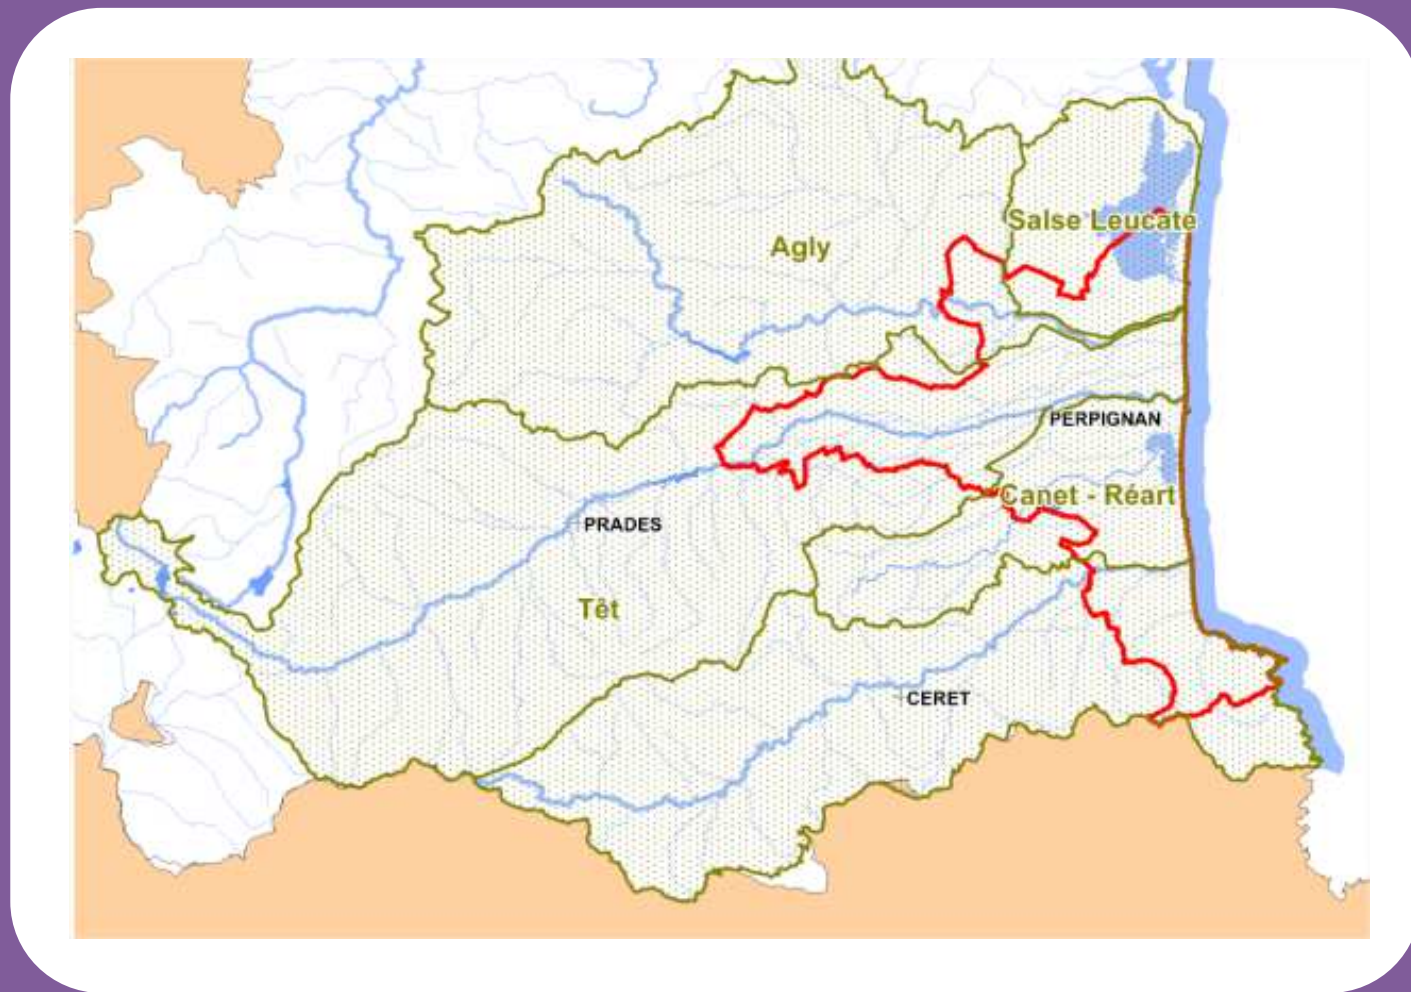 Salse Leucate
Agly
PERPIGNAN
Canet - Réart
PRADES
Têt
CERET